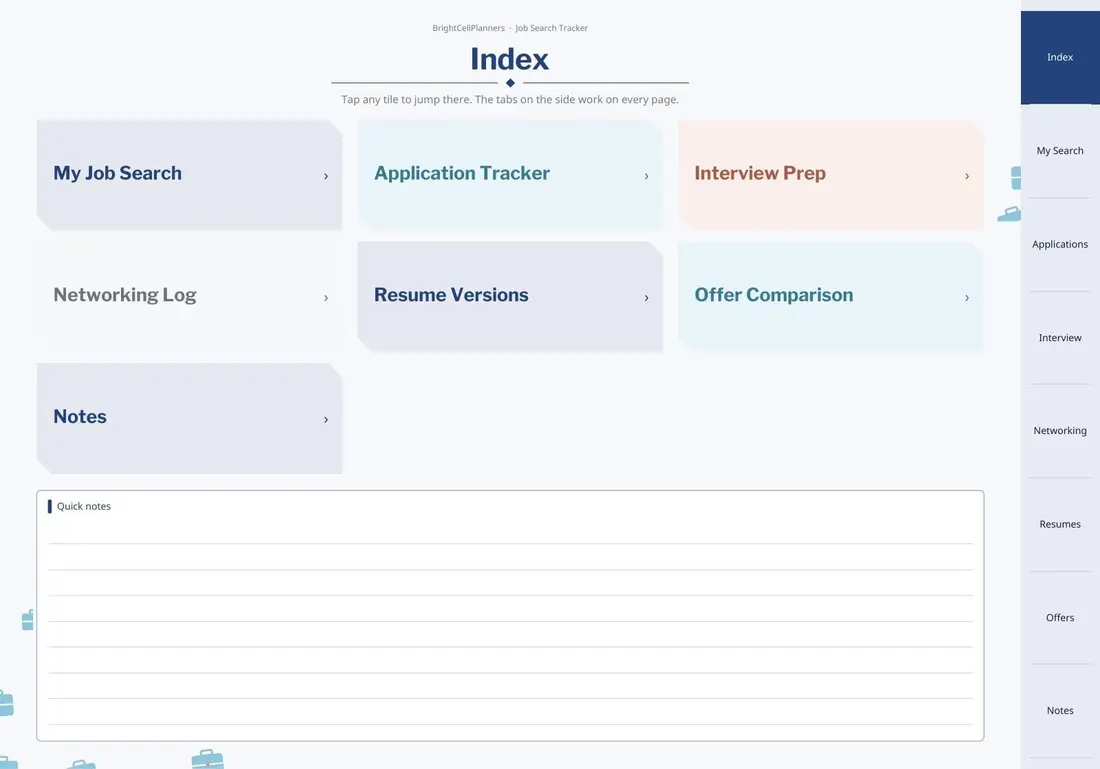 BrightCellPlanners · Job Search Tracker
Index
Tap any tile to jump there. The tabs on the side work on every page.
My Job Search ›
Application Tracker ›
Interview Prep ›
Networking Log ›
Resume Versions ›
Offer Comparison ›
Notes ›
Quick notes
Index
My Search
Applications
Interview
Networking
Resumes
Offers
Notes